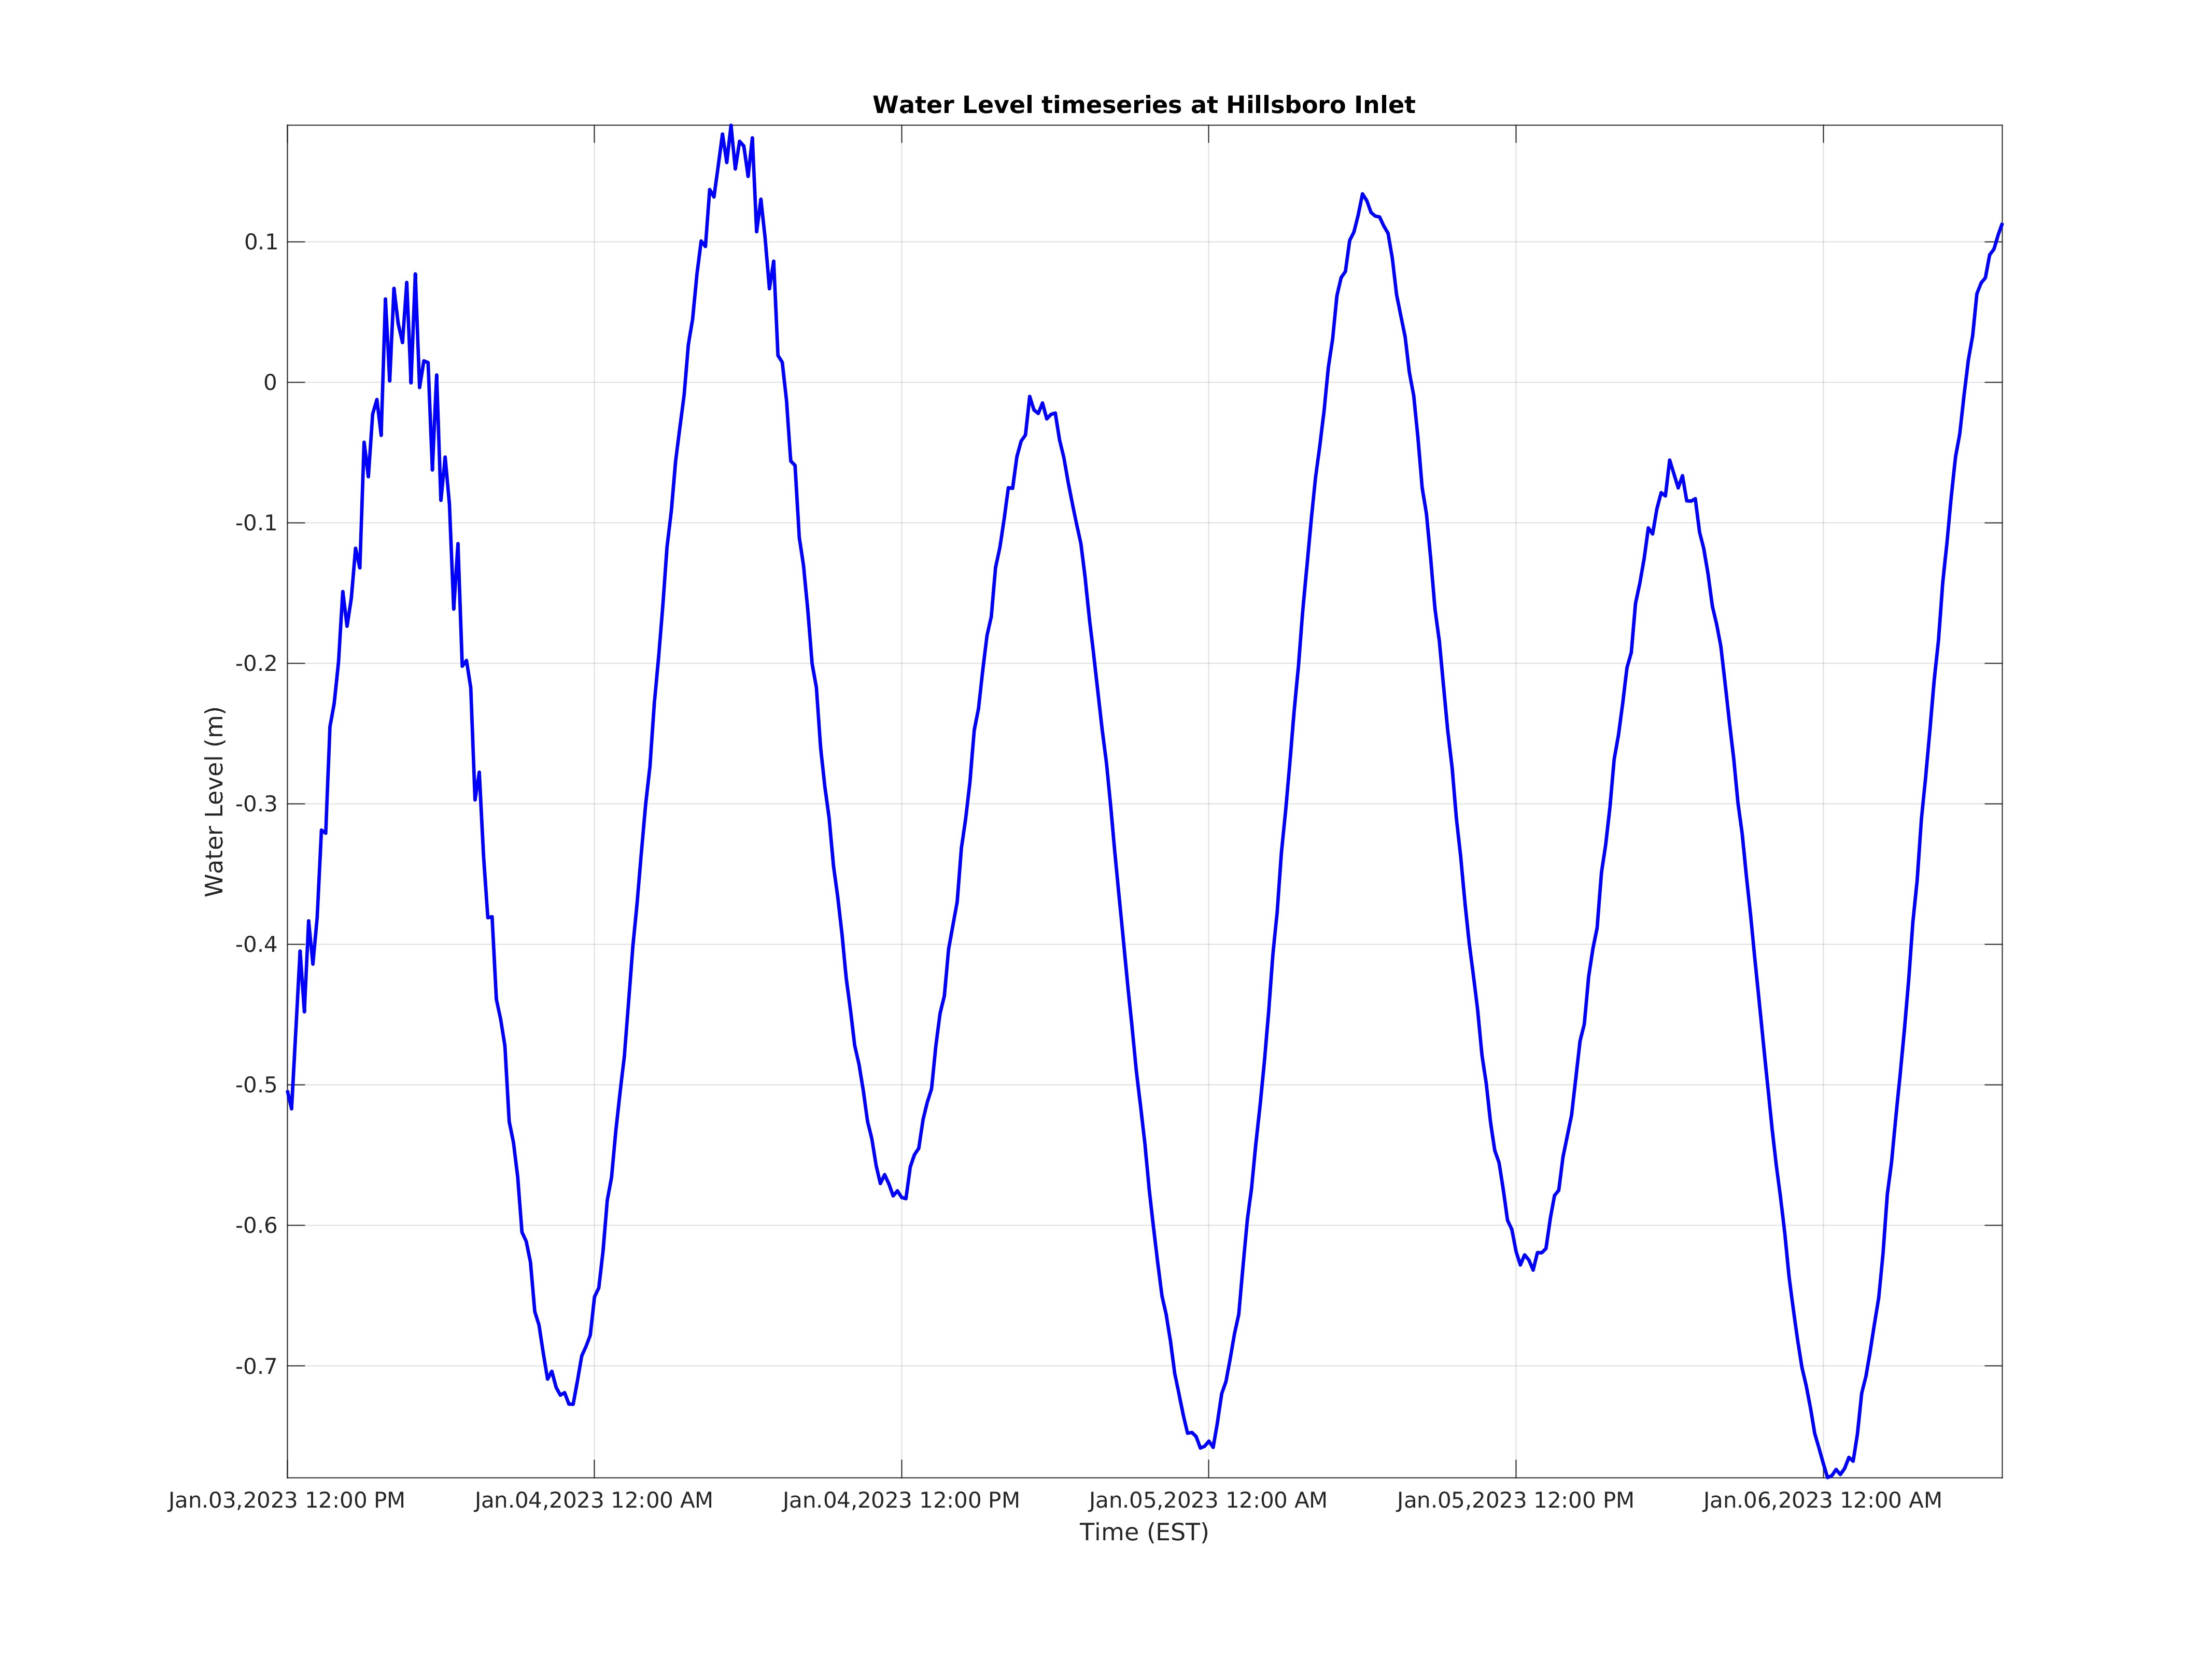 Water Level timeseries at Hillsboro Inlet
0.1
0
-0.1
-0.2
-0.3
-0.4
-0.5
-0.6
-0.7
Water Level (m)
Jan.03,2023 12:00 PM
Jan.04,2023 12:00 AM
Jan.04,2023 12:00 PM
Jan.05,2023 12:00 AM
Jan.05,2023 12:00 PM
Jan.06,2023 12:00 AM
Time (EST)